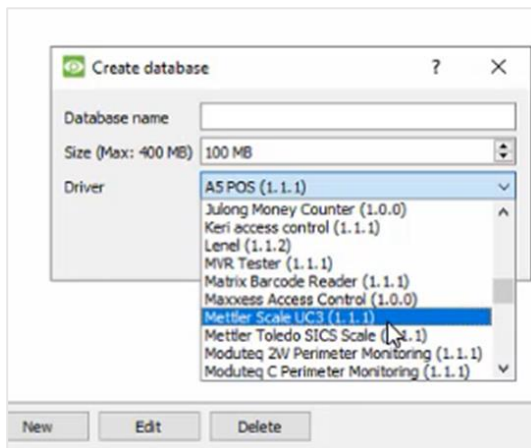 Create database
?
Database name
Size (Max: 400 MB) 100 MB
Driver A5 POS (1.1.1)
Julong Money Counter (1.0.0)
Keri access control (1.1.1)
Lenel (1.1.2)
MVR Tester (1.1.1)
Matrix Barcode Reader (1.1.1)
Maxxess Access Control (1.0.0)
Mettler Scale UC3 (1.1.1)
Mettler Toledo SICS Scale (1.1.1)
Moduteq 2W Perimeter Monitoring (1.1.1)
Moduteq C Perimeter Monitoring (1.1.1)
New Edit Delete